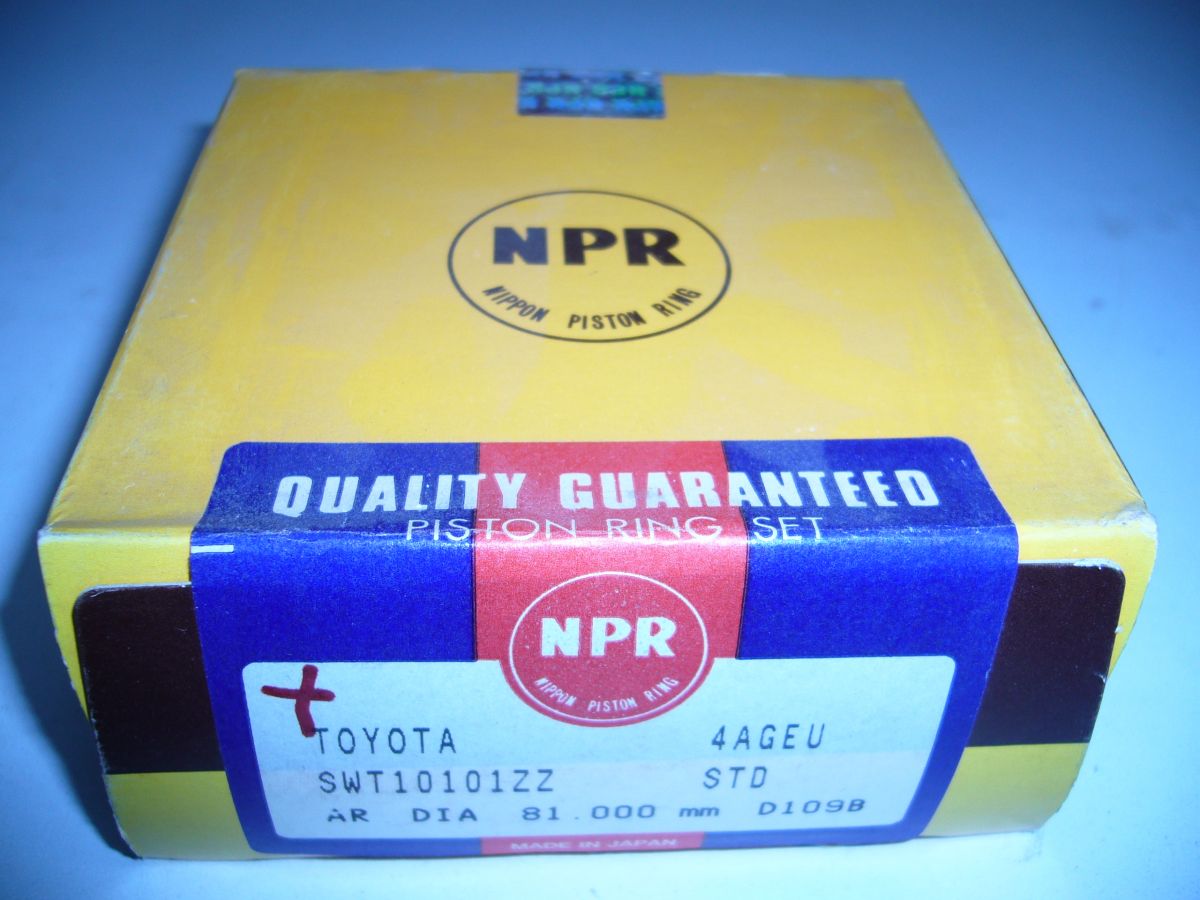 NPR
NIPPON PISTON RING
QUALITY GUARANTEED
PISTON RING SET
NPR
NIPPON PISTON RING
TOYOTA 4AGEU
SWT10101ZZ STD
AR DIA 81.000 mm D109B
MADE IN JAPAN